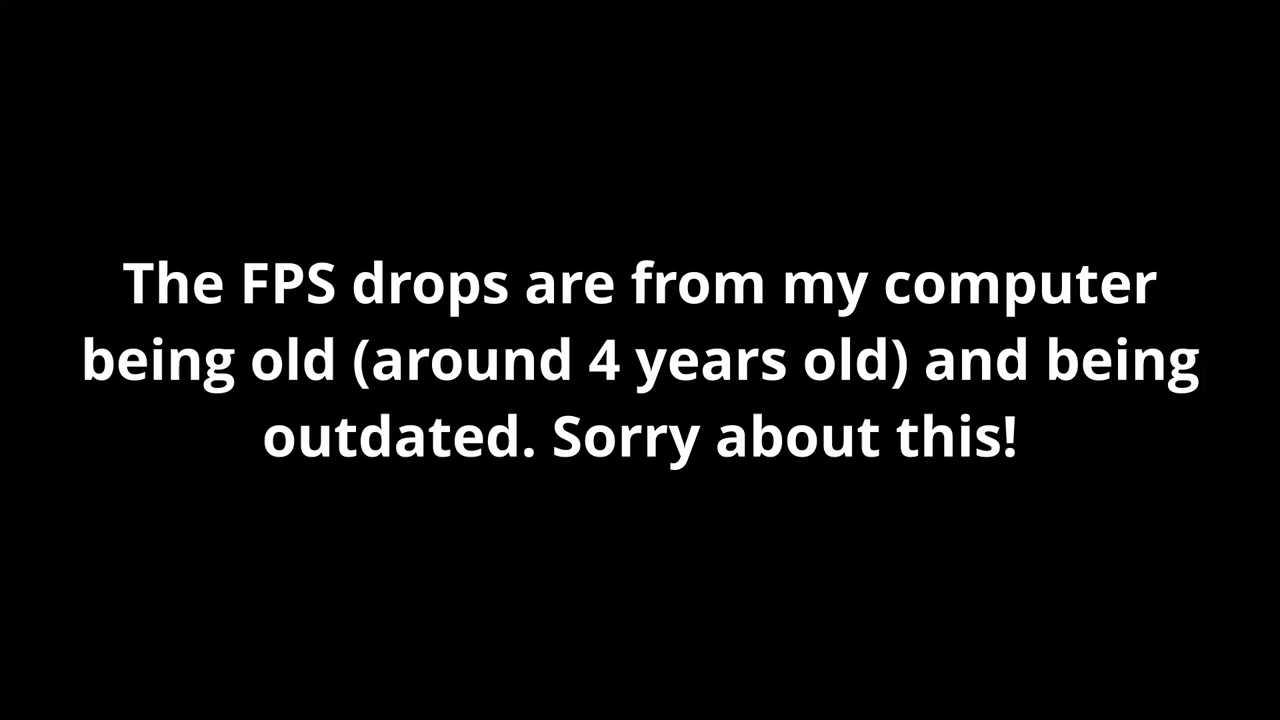 The FPS drops are from my computer
being old (around 4 years old) and being
outdated. Sorry about this!